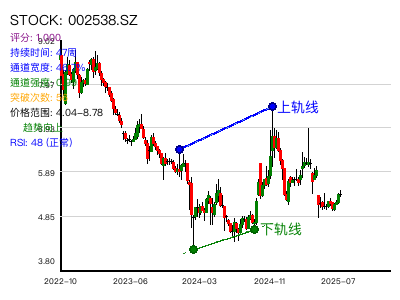 STOCK: 002538.SZ
评分: 1.000
持续时间: 47周
通道宽度:
通道强度:
突破次数:
价格范围: 4.04-8.78
趋势向上
RSI: 48 (正常)
上轨线
下轨线
9.02
5.89
4.85
3.80
2022-10
2023-06
2024-03
2024-11
2025-07